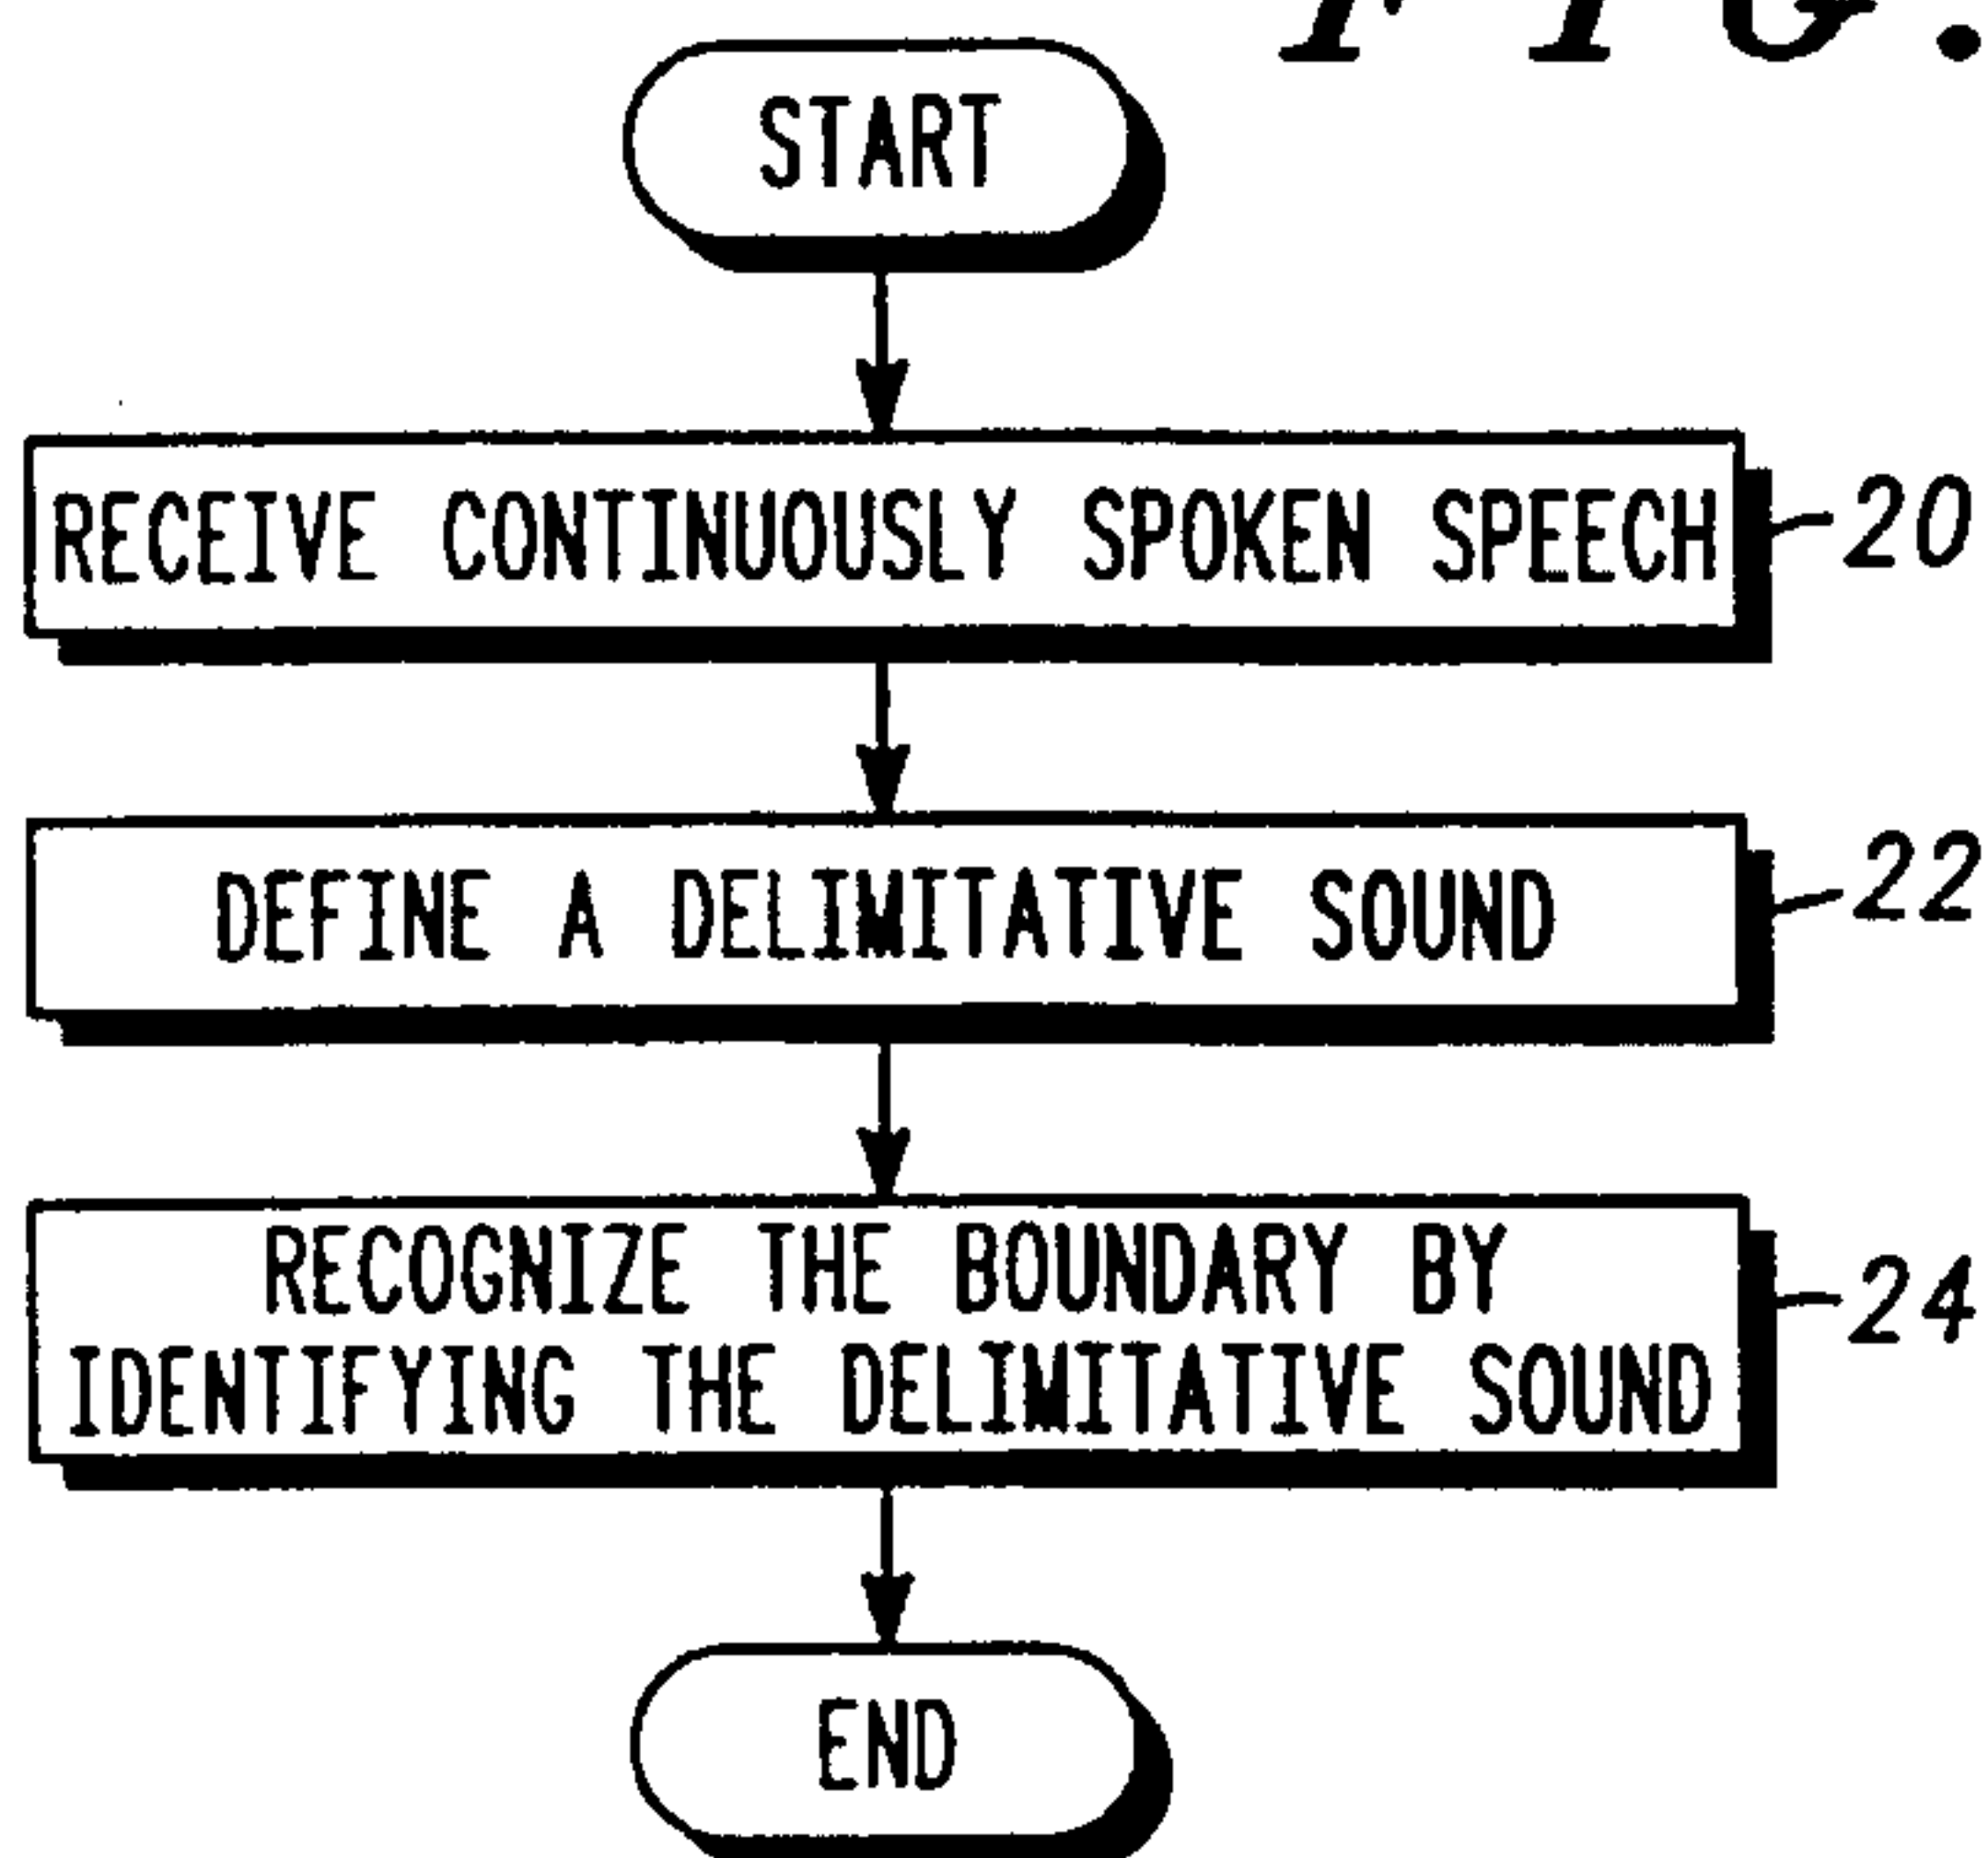 FIG.
START
RECEIVE CONTINUOUSLY SPOKEN SPEECH
20
DEFINE A DELIMITATIVE SOUND
22
RECOGNIZE THE BOUNDARY BY
IDENTIFYING THE DELIMITATIVE SOUND
24
END